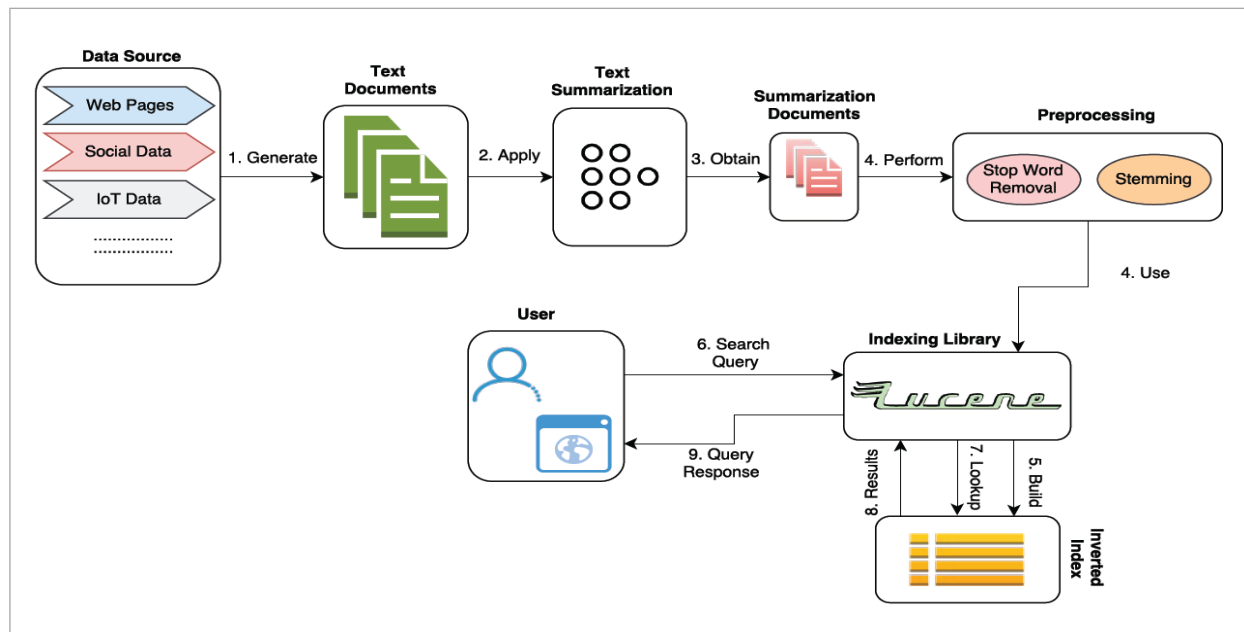 Data Source
Web Pages
Social Data
IoT Data
1. Generate
Text
Documents
2. Apply
Text
Summarization
3. Obtain
Summarization
Documents
4. Perform
Preprocessing
Stop Word
Removal
Stemming
4. Use
User
6. Search
Query
Indexing Library
Lucene
9. Query
Response
8. Results
7. Lookup
5. Build
Inverted
Index